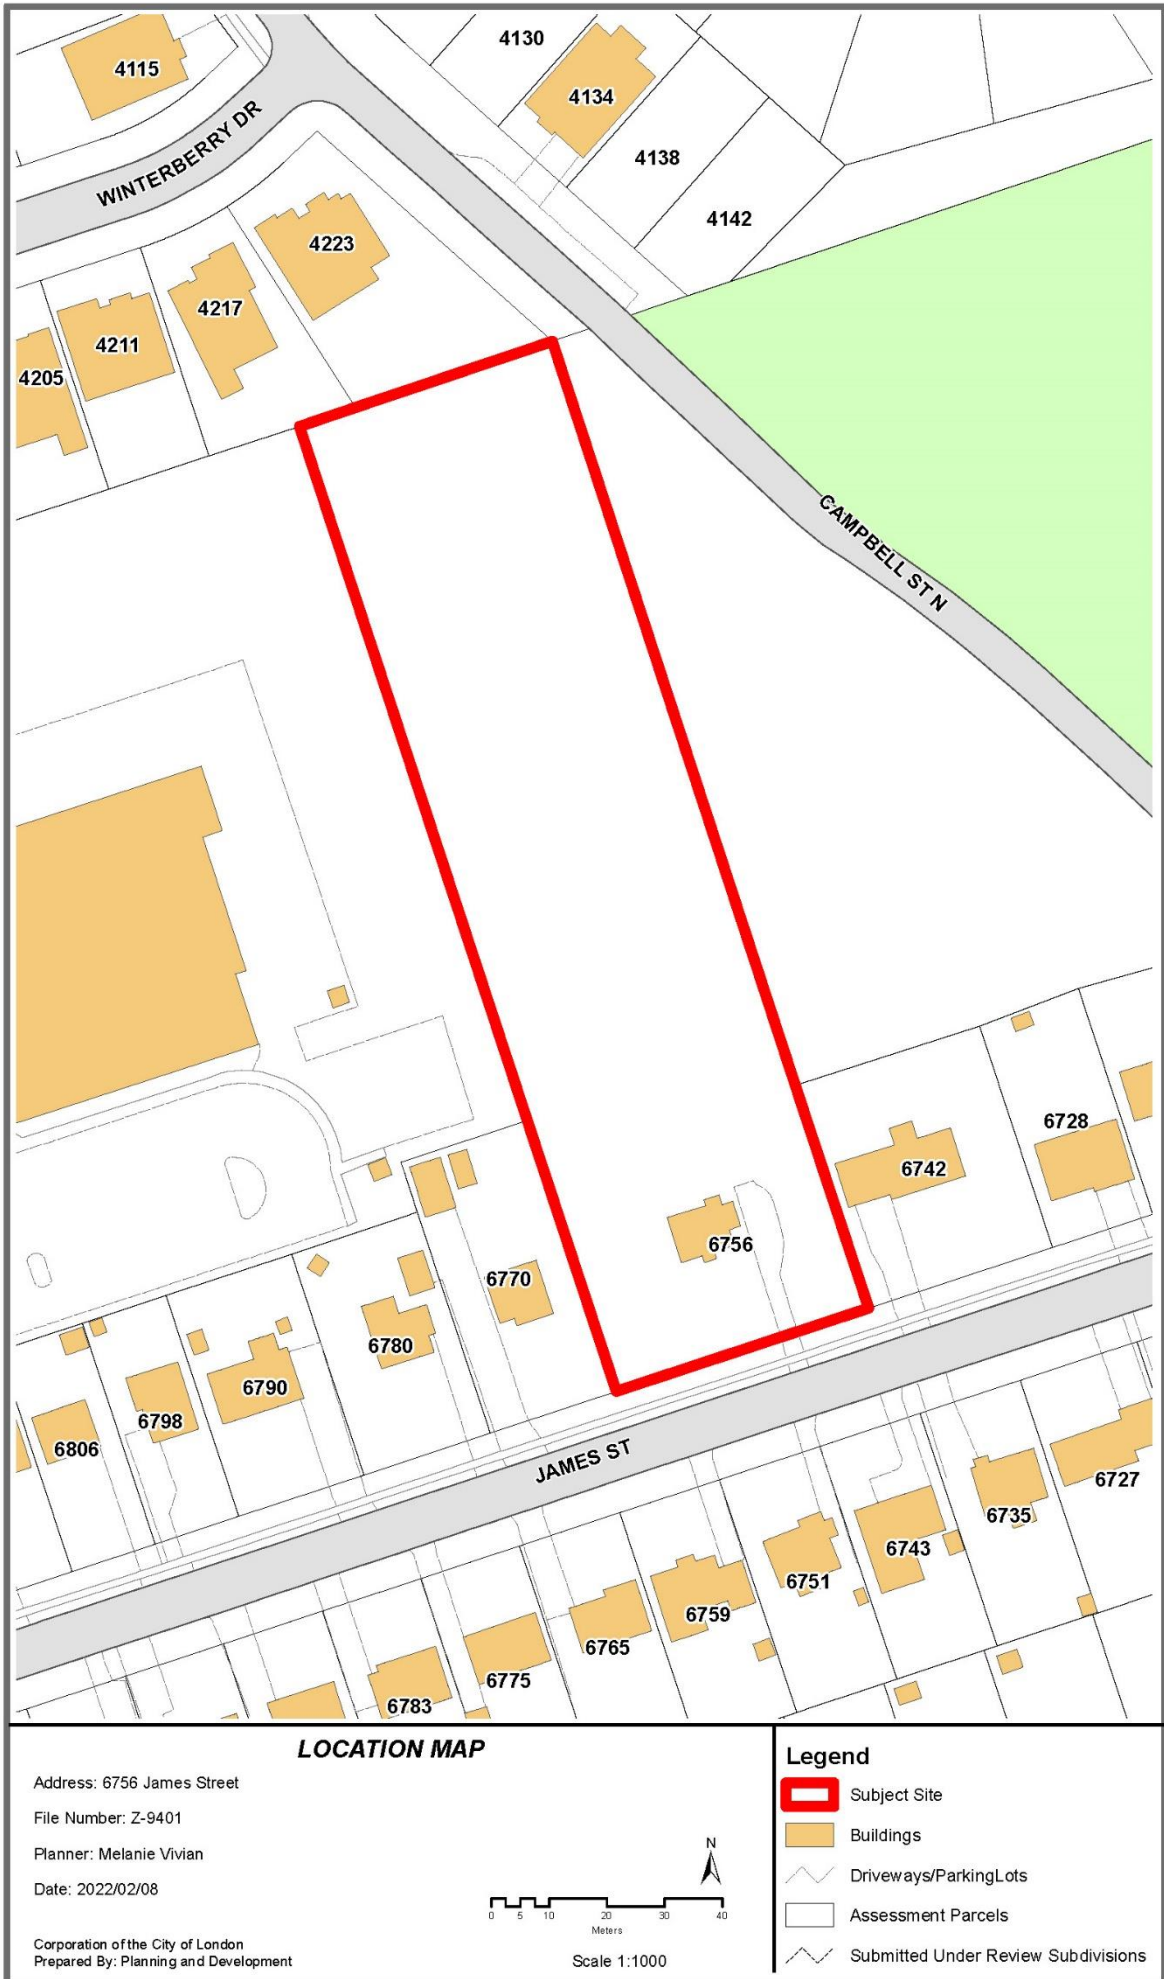 4130
4115
4134
WINTERBERRY DR
4138
4142
4223
4217
4211
4205
CAMPBELL ST N
6728
6742
6756
6770
6780
6790
6798
6806
JAMES ST
6727
6735
6743
6751
6759
6765
6775
6783
LOCATION MAP
Address: 6756 James Street
File Number: Z-9401
Planner: Melanie Vivian
Date: 2022/02/08
Corporation of the City of London
Prepared By: Planning and Development
N
0 5 10 20 30 40
Meters
Scale 1:1000
Legend
Subject Site
Buildings
Driveways/ParkingLots
Assessment Parcels
Submitted Under Review Subdivisions